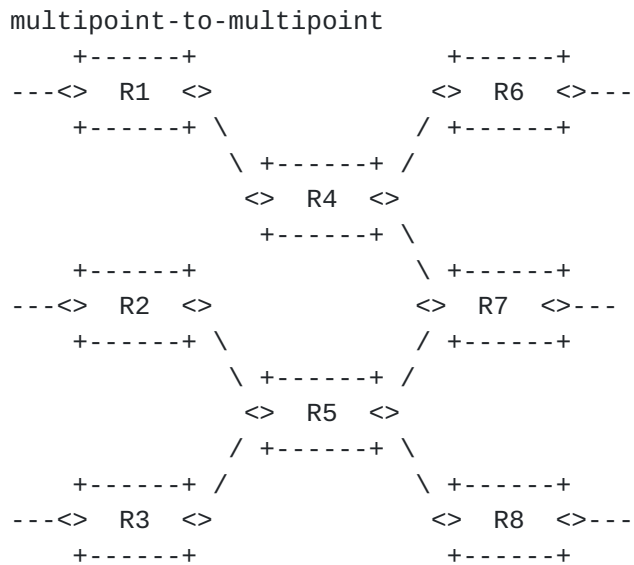 multipoint-to-multipoint
     +------+                 +------+
---<>  R1  <>               <>  R6  <>---
     +------+ \             / +------+
               \ +------+ /
                <>  R4  <>
                 +------+ \
     +------+               \ +------+
---<>  R2  <>              <>  R7  <>---
     +------+ \             / +------+
               \ +------+ /
                <>  R5  <>
               / +------+ \
     +------+ /             \ +------+
---<>  R3  <>               <>  R8  <>---
     +------+                 +------+